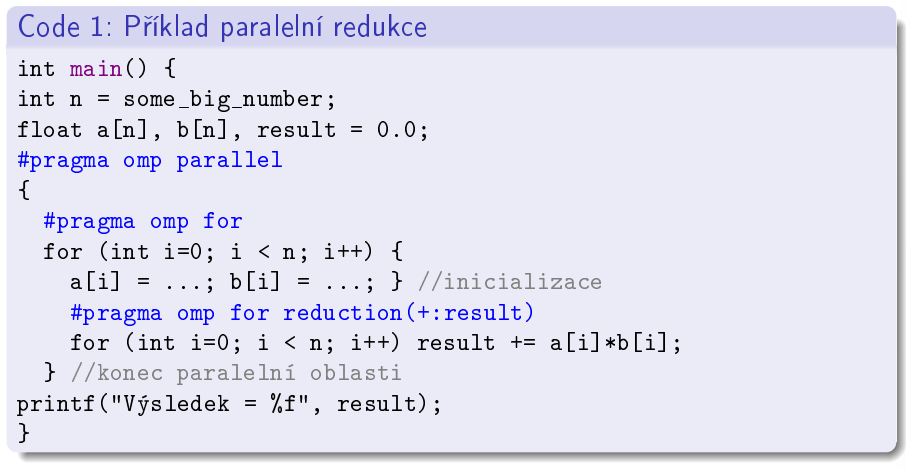 Code 1: Příklad paralelní redukce
int main() {
int n = some_big_number;
float a[n], b[n], result = 0.0;
#pragma omp parallel
{
  #pragma omp for
  for (int i=0; i < n; i++) {
    a[i] = ...; b[i] = ...; } //inicializace
    #pragma omp for reduction(+:result)
    for (int i=0; i < n; i++) result += a[i]*b[i];
  } //konec paralelní oblasti
printf("Výsledek = %f", result);
}